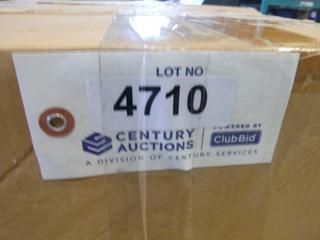 LOT NO
4710
CENTURY
AUCTIONS
POWERED BY
ClubBid
A DIVISION OF CENTURY SERVICES